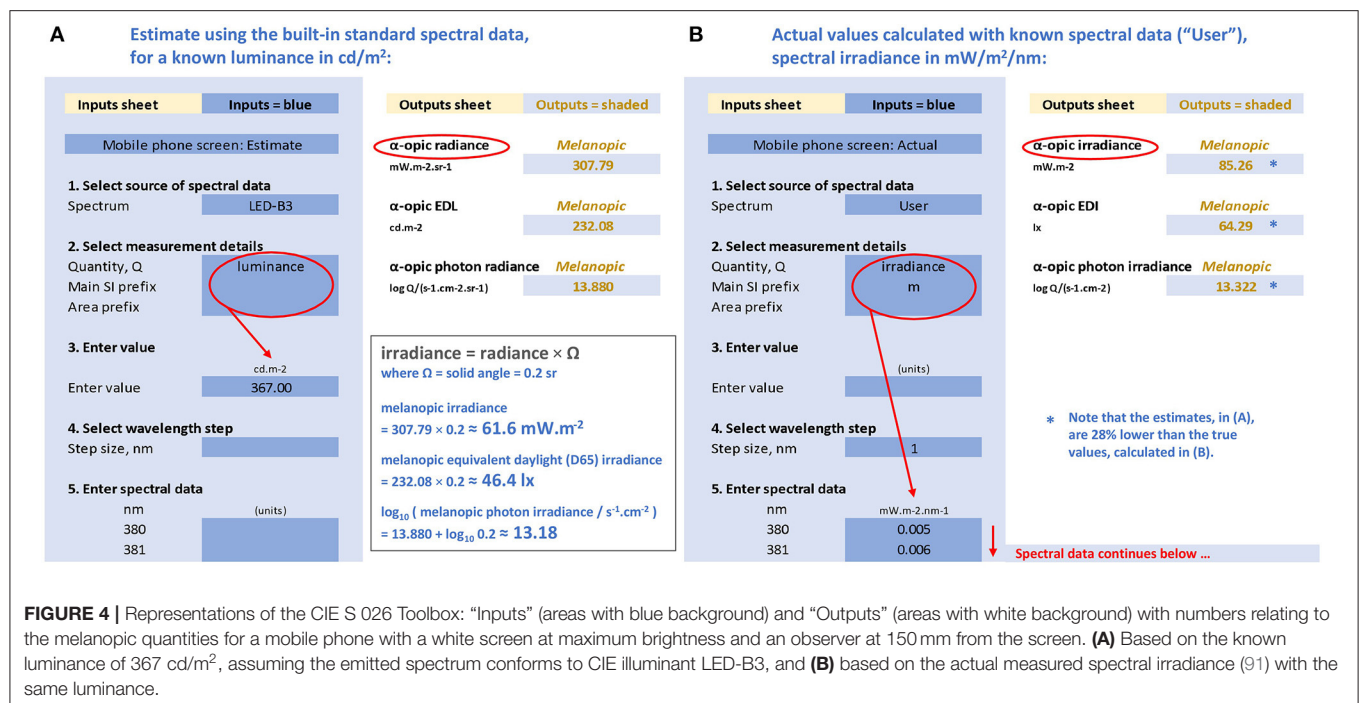 A
Estimate using the built-in standard spectral data,
for a known luminance in cd/m²:
Inputs sheet Inputs = blue
Mobile phone screen: Estimate
1. Select source of spectral data
Spectrum LED-B3
2. Select measurement details
Quantity, Q luminance
Main SI prefix
Area prefix
3. Enter value
cd.m-2
Enter value 367.00
4. Select wavelength step
Step size, nm
5. Enter spectral data
nm (units)
380
381
Outputs sheet Outputs = shaded
α-opic radiance Melanopic
mW.m-2.sr-1 307.79
α-opic EDL Melanopic
cd.m-2 232.08
α-opic photon radiance Melanopic
log Q/(s-1.cm-2.sr-1) 13.880
irradiance = radiance × Ω
where Ω = solid angle = 0.2 sr
melanopic irradiance
= 307.79 × 0.2 ≈ 61.6 mW.m⁻²
melanopic equivalent daylight (D65) irradiance
= 232.08 × 0.2 ≈ 46.4 lx
log₁₀ ( melanopic photon irradiance / s⁻¹.cm⁻² )
= 13.880 + log₁₀ 0.2 ≈ 13.18
B
Actual values calculated with known spectral data (“User”),
spectral irradiance in mW/m²/nm:
Inputs sheet Inputs = blue
Mobile phone screen: Actual
1. Select source of spectral data
Spectrum User
2. Select measurement details
Quantity, Q irradiance
Main SI prefix m
Area prefix
3. Enter value
(units)
Enter value
4. Select wavelength step
Step size, nm 1
5. Enter spectral data
nm mW.m-2.nm-1
380 0.005
381 0.006
Spectral data continues below ...
Outputs sheet Outputs = shaded
α-opic irradiance Melanopic
mW.m-2 85.26 *
α-opic EDI Melanopic
lx 64.29 *
α-opic photon irradiance Melanopic
log Q/(s-1.cm-2) 13.322 *
* Note that the estimates, in (A),
are 28% lower than the true
values, calculated in (B).
FIGURE 4 | Representations of the CIE S 026 Toolbox: “Inputs” (areas with blue background) and “Outputs” (areas with white background) with numbers relating to
the melanopic quantities for a mobile phone with a white screen at maximum brightness and an observer at 150 mm from the screen. (A) Based on the known
luminance of 367 cd/m², assuming the emitted spectrum conforms to CIE illuminant LED-B3, and (B) based on the actual measured spectral irradiance (91) with the
same luminance.